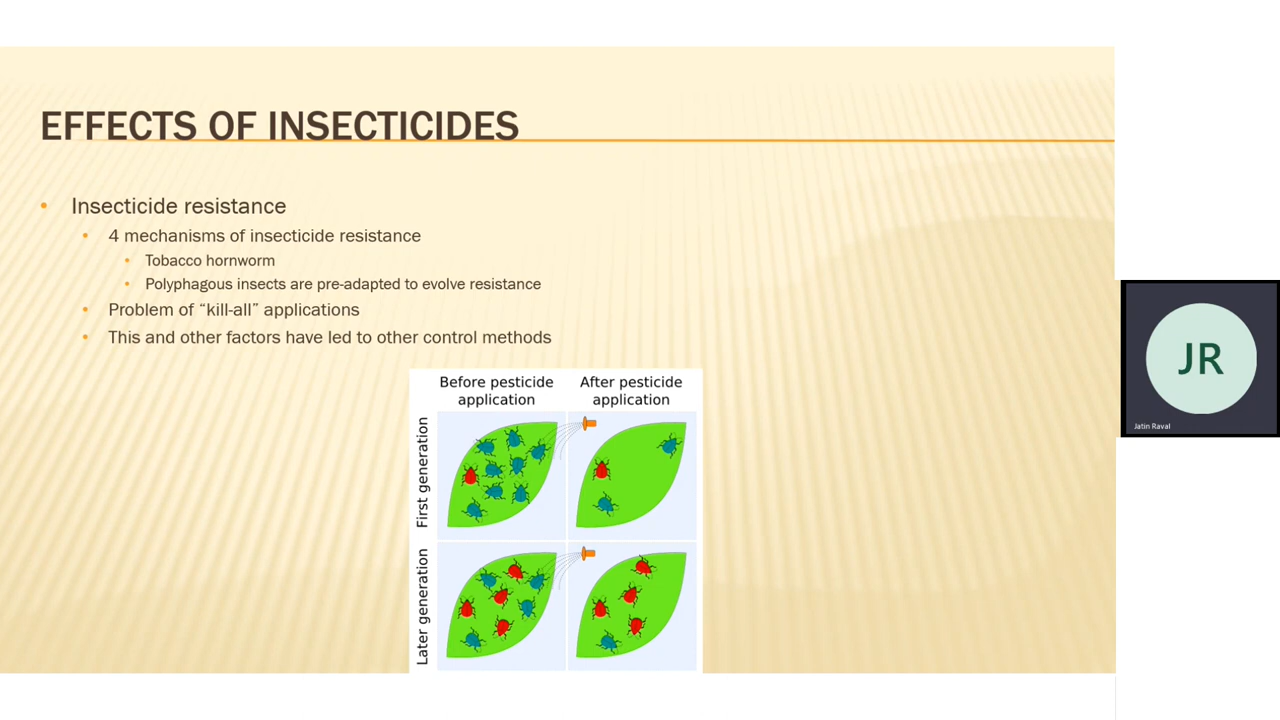 EFFECTS OF INSECTICIDES
• Insecticide resistance
• 4 mechanisms of insecticide resistance
• Tobacco hornworm
• Polyphagous insects are pre-adapted to evolve resistance
• Problem of “kill-all” applications
• This and other factors have led to other control methods
Before pesticide
application
After pesticide
application
First generation
Later generation
JR
Jatin Raval